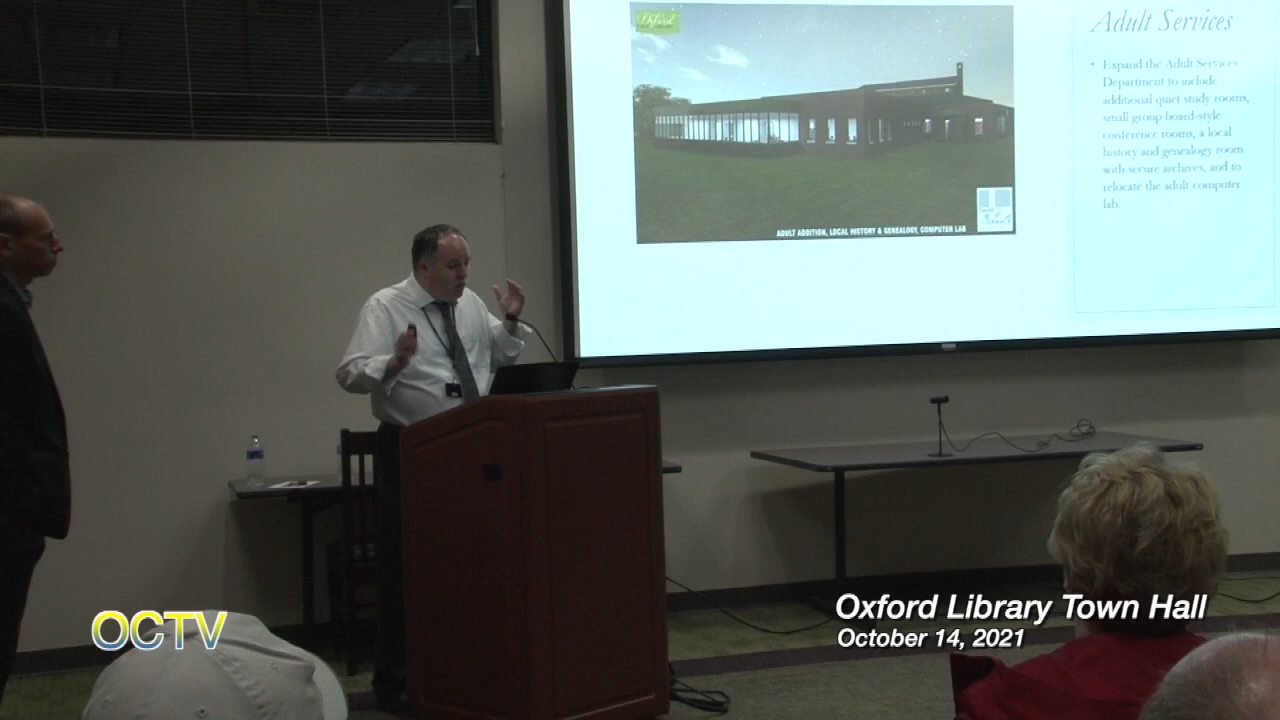 Oxford
Adult Services
• Expand the Adult Services
Department to include
additional quiet study rooms,
small group board-style
conference rooms, a local
history and genealogy room
with secure archives, and to
relocate the adult computer
lab.
ADULT ADDITION, LOCAL HISTORY & GENEALOGY, COMPUTER LAB
OCTV
Oxford Library Town Hall
October 14, 2021